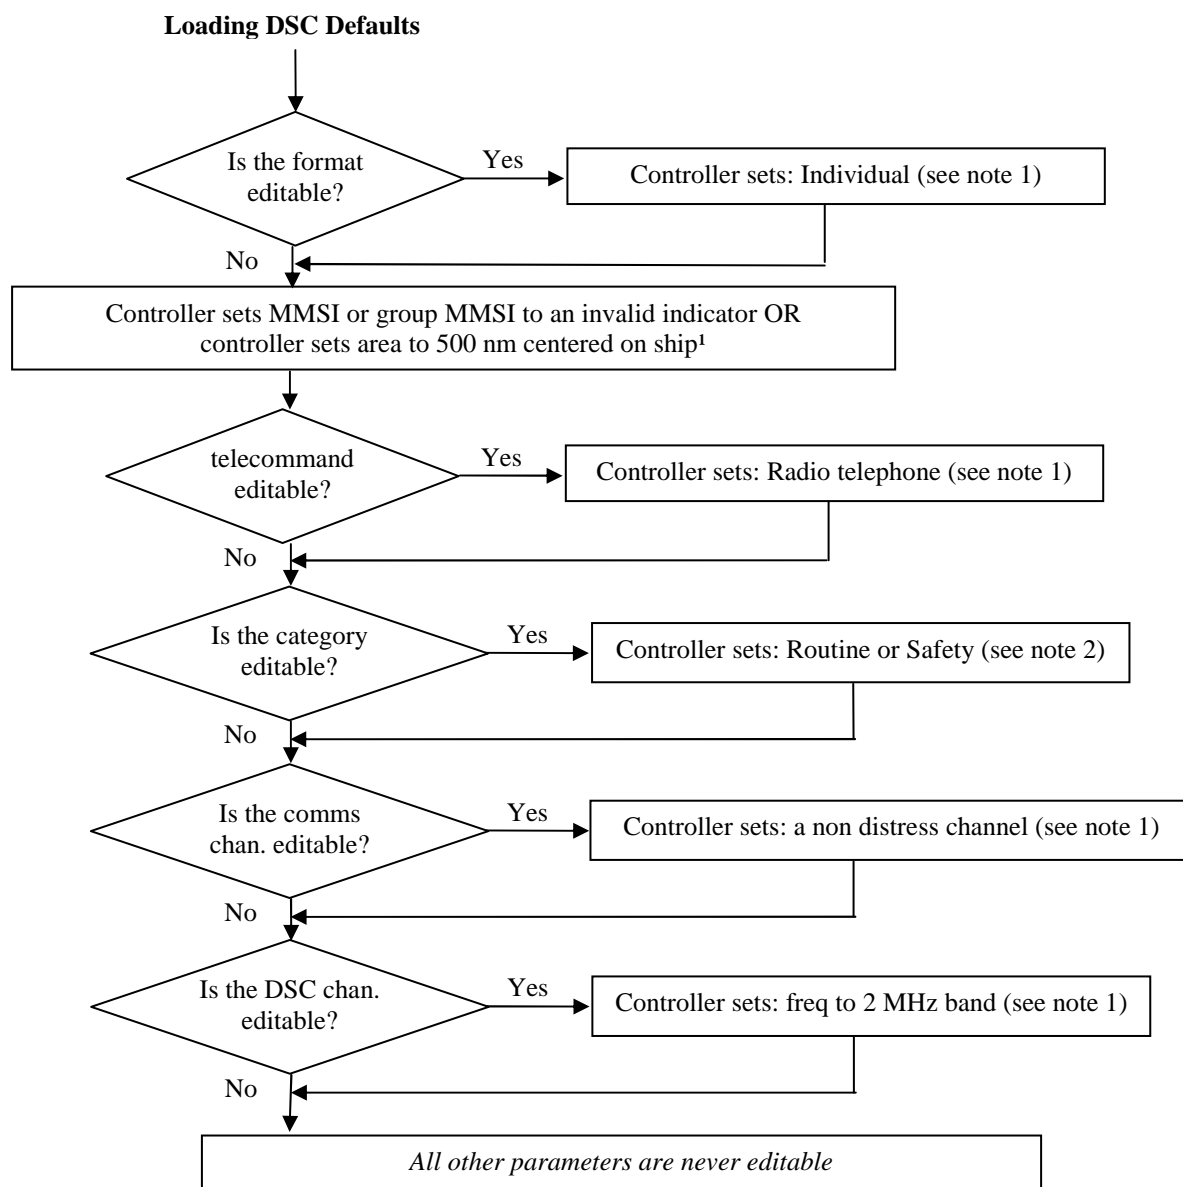 Loading DSC Defaults
Is the format
editable?
Yes
Controller sets: Individual (see note 1)
No
Controller sets MMSI or group MMSI to an invalid indicator OR
controller sets area to 500 nm centered on ship¹
telecommand
editable?
Yes
Controller sets: Radio telephone (see note 1)
No
Is the category
editable?
Yes
Controller sets: Routine or Safety (see note 2)
No
Is the comms
chan. editable?
Yes
Controller sets: a non distress channel (see note 1)
No
Is the DSC chan.
editable?
Yes
Controller sets: freq to 2 MHz band (see note 1)
No
All other parameters are never editable